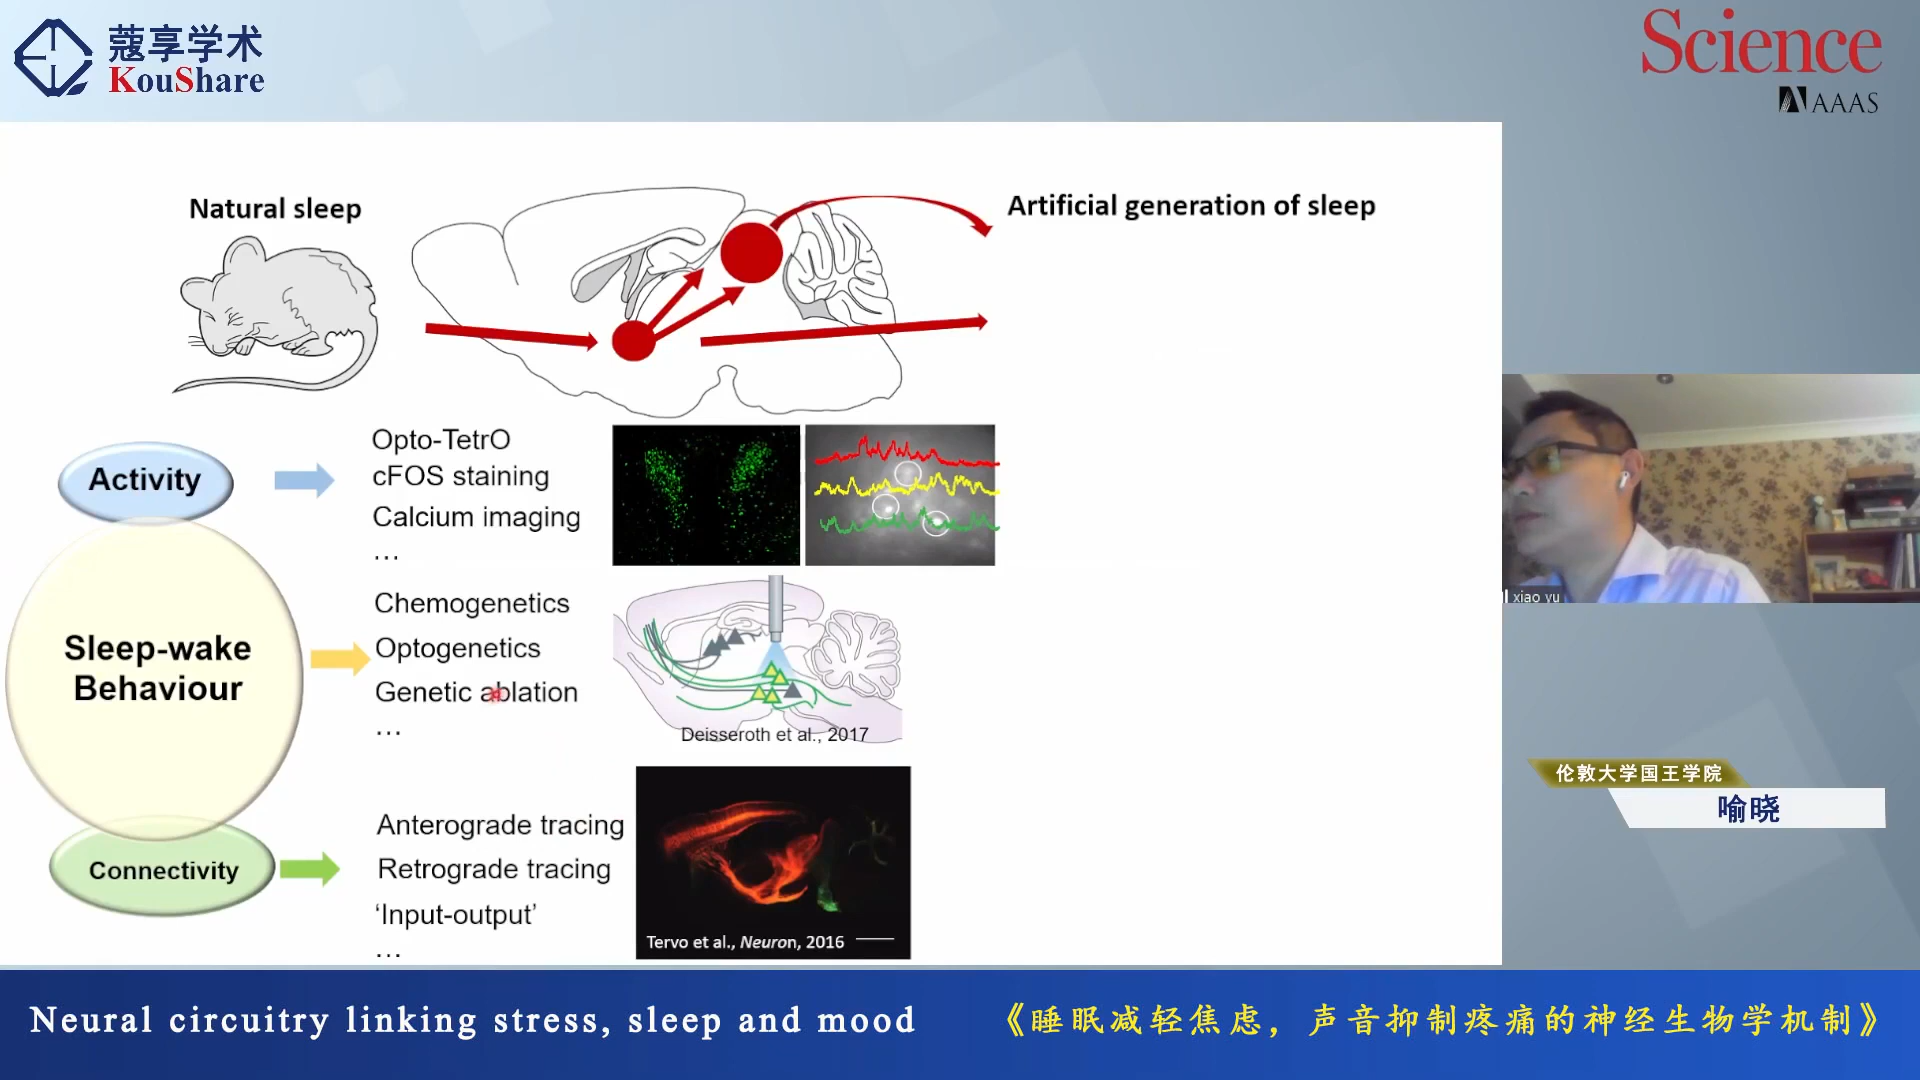 蔻享学术
KouShare
Science
AAAS
Natural sleep
Artificial generation of sleep
Activity
Opto-TetrO
cFOS staining
Calcium imaging
…
Sleep-wake
Behaviour
Chemogenetics
Optogenetics
Genetic ablation
…
Deisseroth et al., 2017
Connectivity
Anterograde tracing
Retrograde tracing
‘Input-output’
…
Tervo et al., Neuron, 2016
xiao yu
伦敦大学国王学院
喻晓
Neural circuitry linking stress, sleep and mood
《睡眠减轻焦虑，声音抑制疼痛的神经生物学机制》